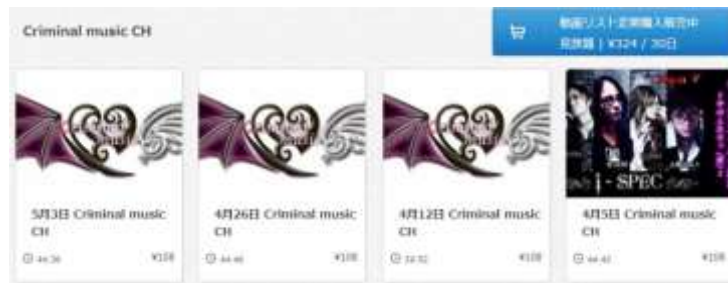 Criminal music CH
動画リスト定期購入販売中
見放題 | ¥324 / 30日
5月3日 Criminal music
CH
4月26日 Criminal music
CH
4月12日 Criminal music
CH
4月5日 Criminal music
CH
¥108
¥108
¥108
¥108
i - SPEC